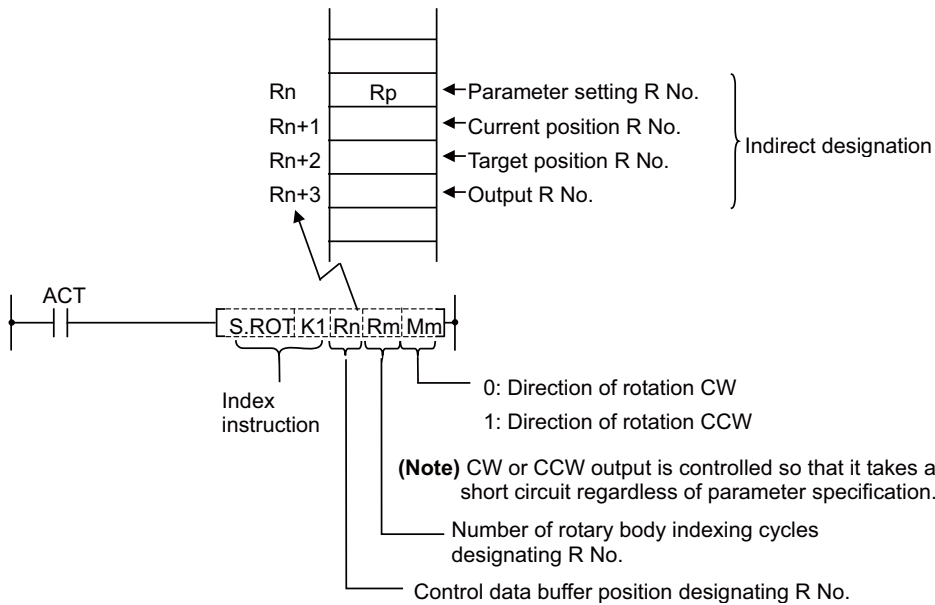 Rn Rp Parameter setting R No.
Rn+1 Current position R No.
Indirect designation
Rn+2 Target position R No.
Rn+3 Output R No.
ACT
S.ROT K1 Rn Rm Mm
0: Direction of rotation CW
Index
instruction
1: Direction of rotation CCW
(Note) CW or CCW output is controlled so that it takes a
short circuit regardless of parameter specification.
Number of rotary body indexing cycles
designating R No.
Control data buffer position designating R No.